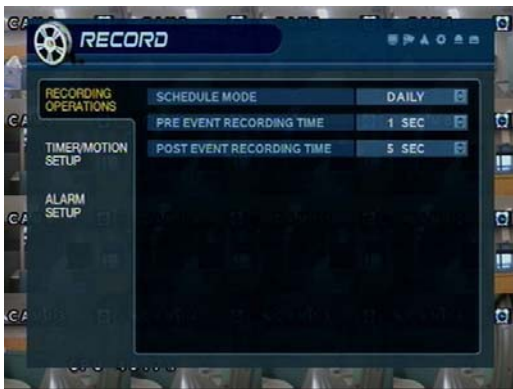 RECORD
RECORDING OPERATIONS
SCHEDULE MODE DAILY
PRE EVENT RECORDING TIME 1 SEC
POST EVENT RECORDING TIME 5 SEC
TIMER/MOTION SETUP
ALARM SETUP